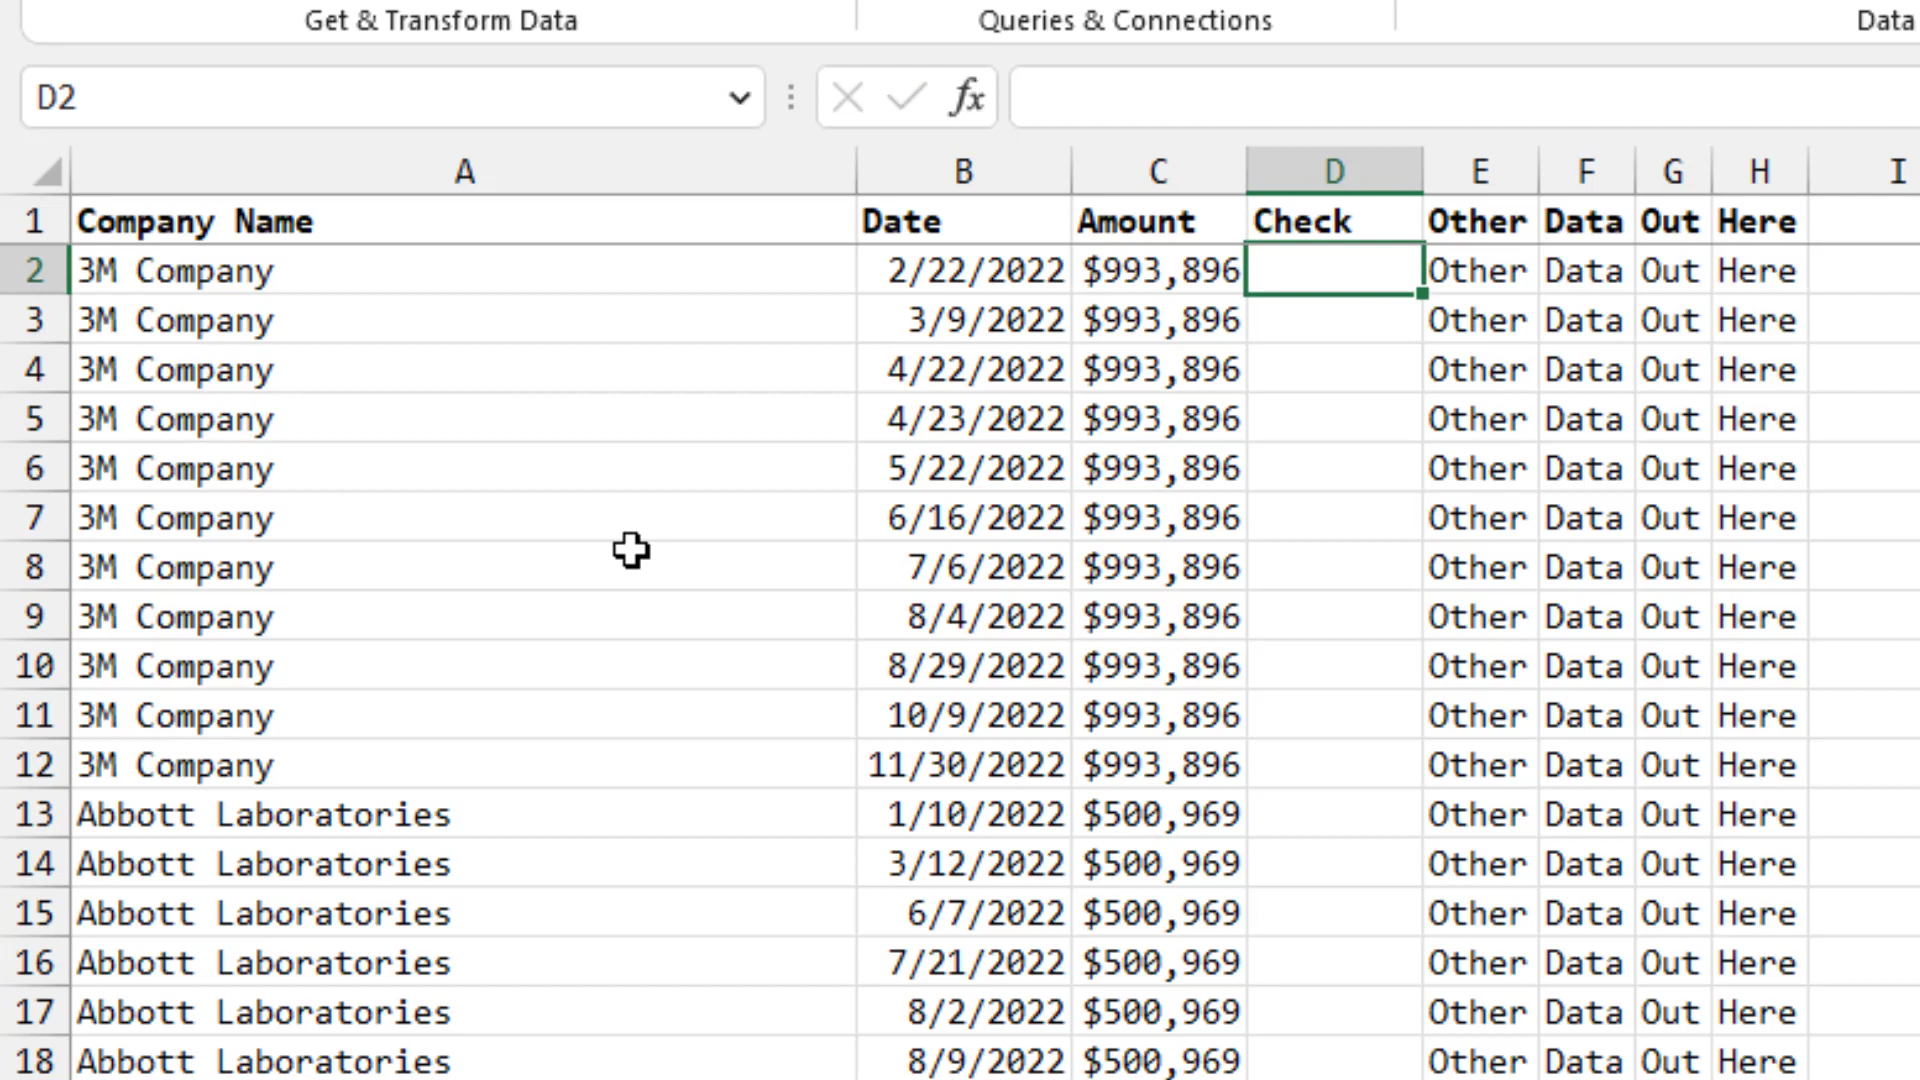 Get & Transform Data Queries & Connections Data
D2 fx
A B C D E F G H I
1 Company Name Date Amount Check Other Data Out Here
2 3M Company 2/22/2022 $993,896 Other Data Out Here
3 3M Company 3/9/2022 $993,896 Other Data Out Here
4 3M Company 4/22/2022 $993,896 Other Data Out Here
5 3M Company 4/23/2022 $993,896 Other Data Out Here
6 3M Company 5/22/2022 $993,896 Other Data Out Here
7 3M Company 6/16/2022 $993,896 Other Data Out Here
8 3M Company 7/6/2022 $993,896 Other Data Out Here
9 3M Company 8/4/2022 $993,896 Other Data Out Here
10 3M Company 8/29/2022 $993,896 Other Data Out Here
11 3M Company 10/9/2022 $993,896 Other Data Out Here
12 3M Company 11/30/2022 $993,896 Other Data Out Here
13 Abbott Laboratories 1/10/2022 $500,969 Other Data Out Here
14 Abbott Laboratories 3/12/2022 $500,969 Other Data Out Here
15 Abbott Laboratories 6/7/2022 $500,969 Other Data Out Here
16 Abbott Laboratories 7/21/2022 $500,969 Other Data Out Here
17 Abbott Laboratories 8/2/2022 $500,969 Other Data Out Here
18 Abbott Laboratories 8/9/2022 $500,969 Other Data Out Here